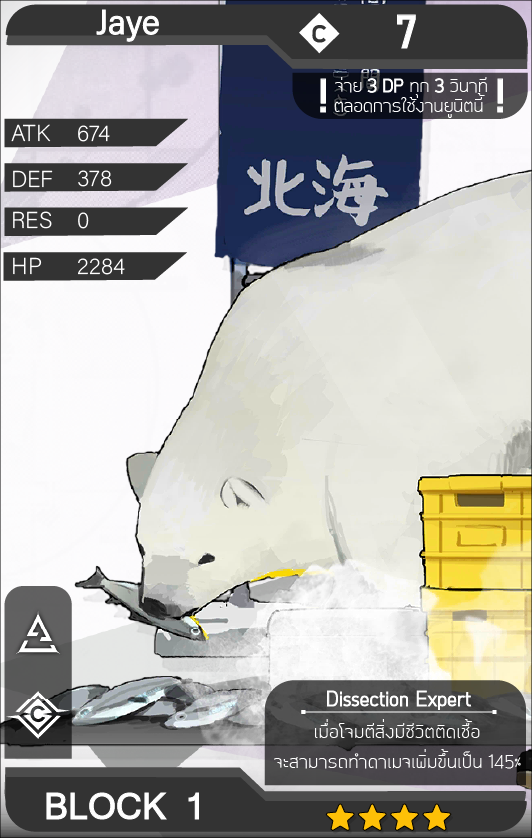 Jaye
C 7
! จ่าย 3 DP ทุก 3 วินาที !
ตลอดการใช้งานยูนิตนี้
ATK 674
DEF 378
RES 0
HP 2284
北海
C
Dissection Expert
เมื่อโจมตีสิ่งมีชีวิตติดเชื้อ
จะสามารถทำดาเมจเพิ่มขึ้นเป็น 145%
BLOCK 1